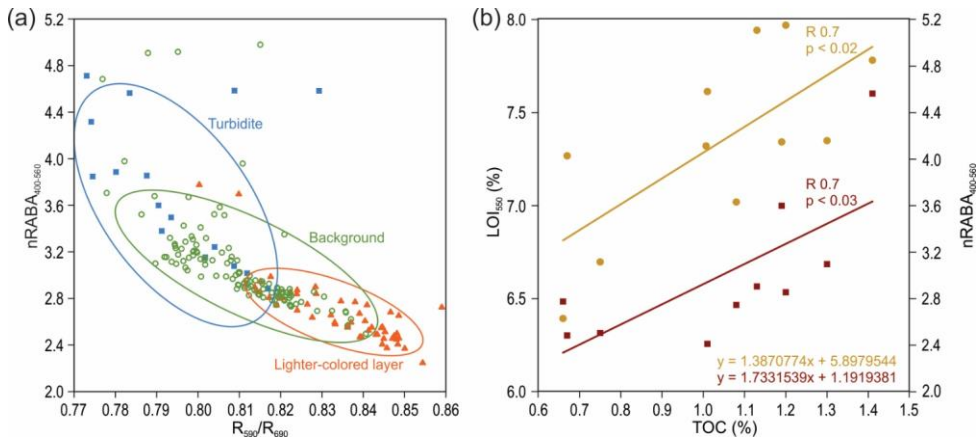 (a)
5.2
4.8
4.4
4.0
3.6
3.2
2.8
2.4
2.0
nRABA400-560
Turbidite
Background
Lighter-colored layer
0.77 0.78 0.79 0.80 0.81 0.82 0.83 0.84 0.85 0.86
R590/R690
(b)
8.0
7.5
7.0
6.5
6.0
LOI550 (%)
R 0.7
p < 0.02
R 0.7
p < 0.03
y = 1.3870774x + 5.8979544
y = 1.7331539x + 1.1919381
0.6 0.7 0.8 0.9 1.0 1.1 1.2 1.3 1.4 1.5
TOC (%)
5.2
4.8
4.4
4.0
3.6
3.2
2.8
2.4
2.0
nRABA400-560